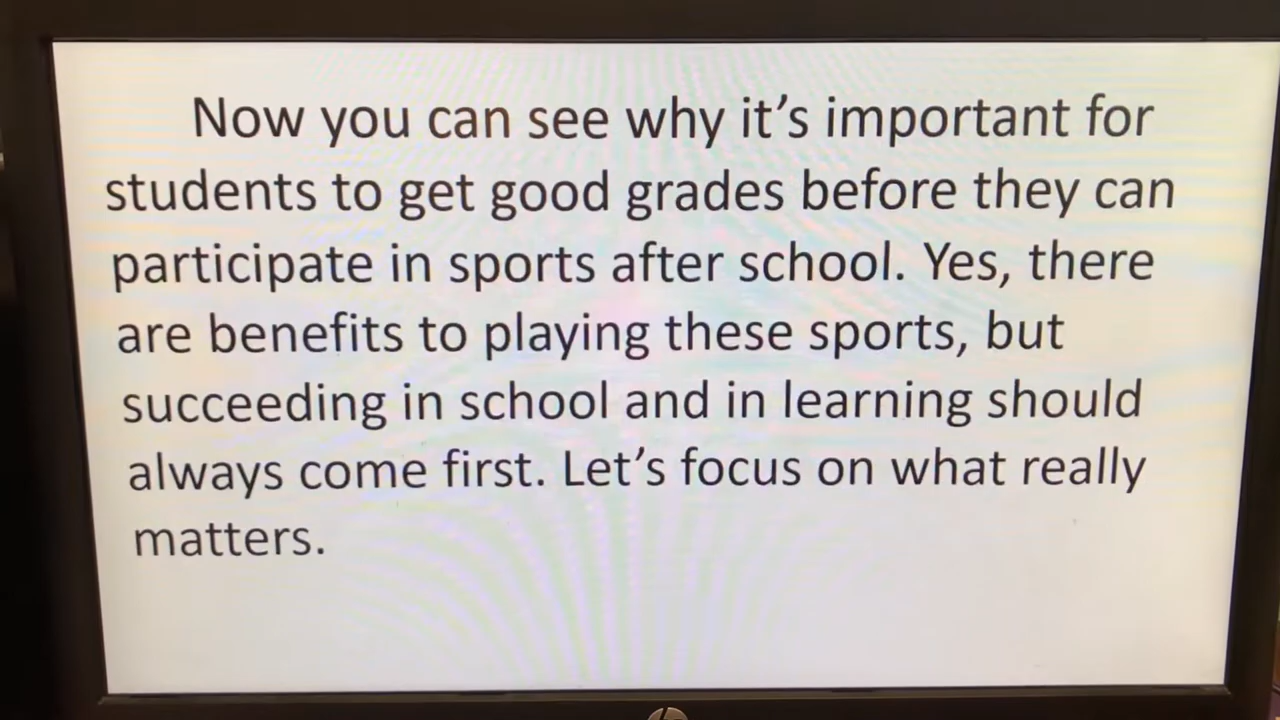 Now you can see why it's important for
students to get good grades before they can
participate in sports after school. Yes, there
are benefits to playing these sports, but
succeeding in school and in learning should
always come first. Let's focus on what really
matters.